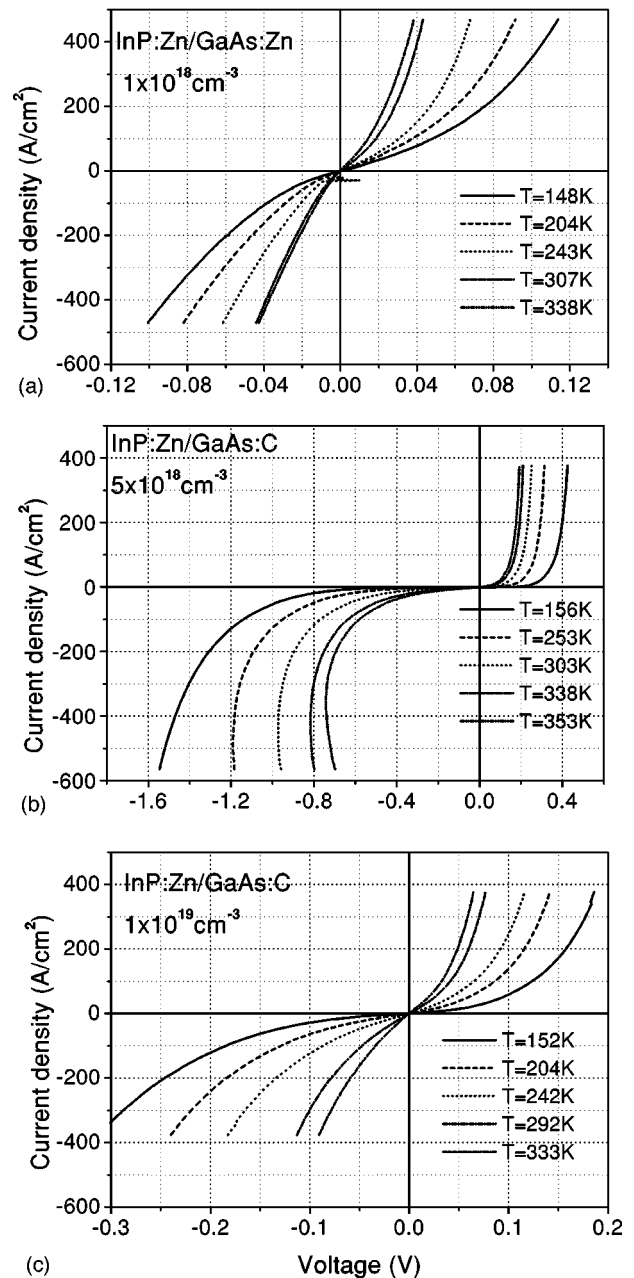 400
200
0
-200
-400
-600
Current density (A/cm²)
InP:Zn/GaAs:Zn
1x10¹⁸cm⁻³
T=148K
T=204K
T=243K
T=307K
T=338K
-0.12 -0.08 -0.04 0.00 0.04 0.08 0.12
(a)
400
200
0
-200
-400
-600
Current density (A/cm²)
InP:Zn/GaAs:C
5x10¹⁸cm⁻³
T=156K
T=253K
T=303K
T=338K
T=353K
-1.6 -1.2 -0.8 -0.4 0.0 0.4
(b)
400
200
0
-200
-400
-600
Current density (A/cm²)
InP:Zn/GaAs:C
1x10¹⁹cm⁻³
T=152K
T=204K
T=242K
T=292K
T=333K
-0.3 -0.2 -0.1 0.0 0.1 0.2
(c)
Voltage (V)